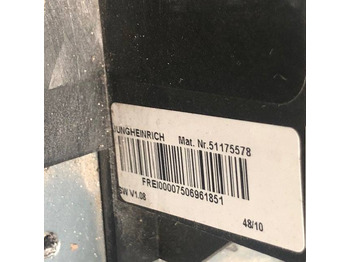 JUNGHEINRICH Mat. Nr.51175578
FREI00007506961851
SW V1.08
48/10